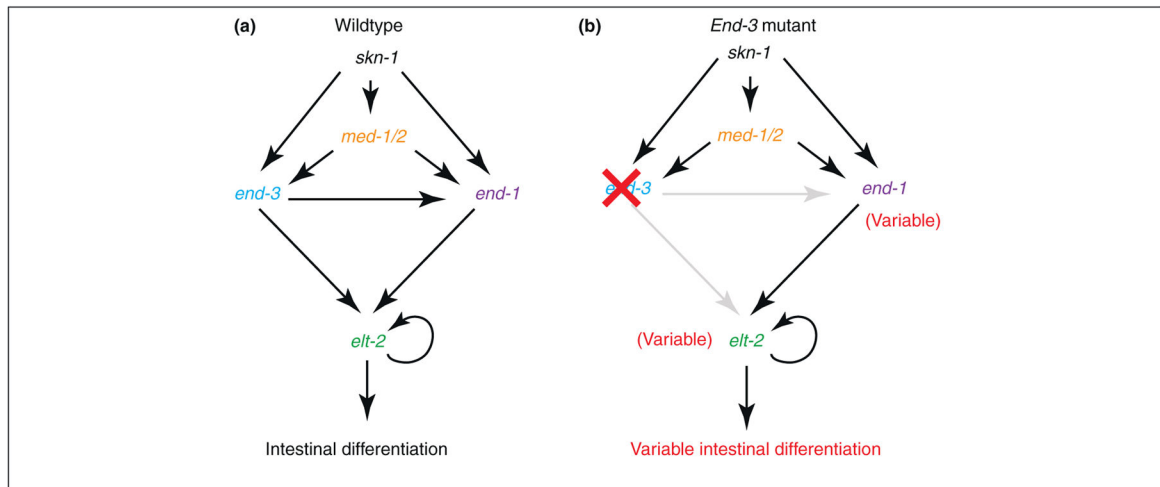 (a) Wildtype
skn-1
med-1/2
end-3
end-1
elt-2
Intestinal differentiation
(b) End-3 mutant
skn-1
med-1/2
end-3
end-1
(Variable)
(Variable) elt-2
Variable intestinal differentiation